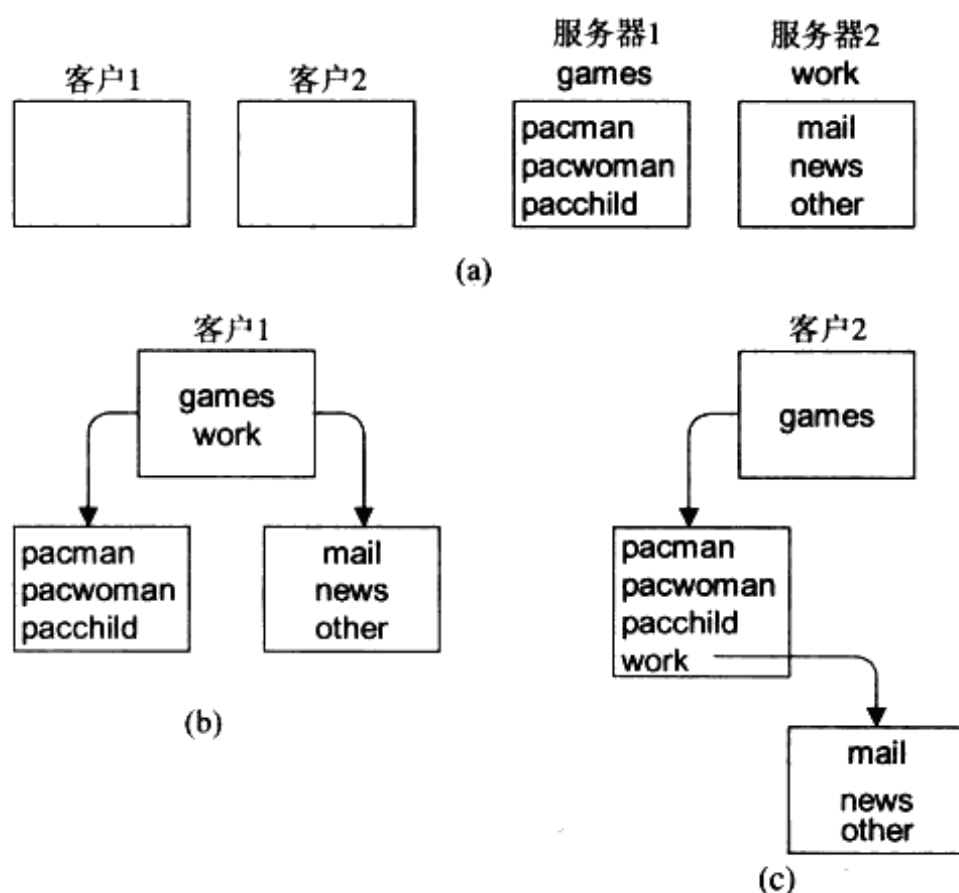 服务器1 服务器2
客户1 客户2 games work
pacman mail
pacwoman news
pacchild other
(a)
客户1 客户2
games
work
games
pacman
pacwoman
pacchild
mail
news
other
pacman
pacwoman
pacchild
work
(b)
mail
news
other
(c)